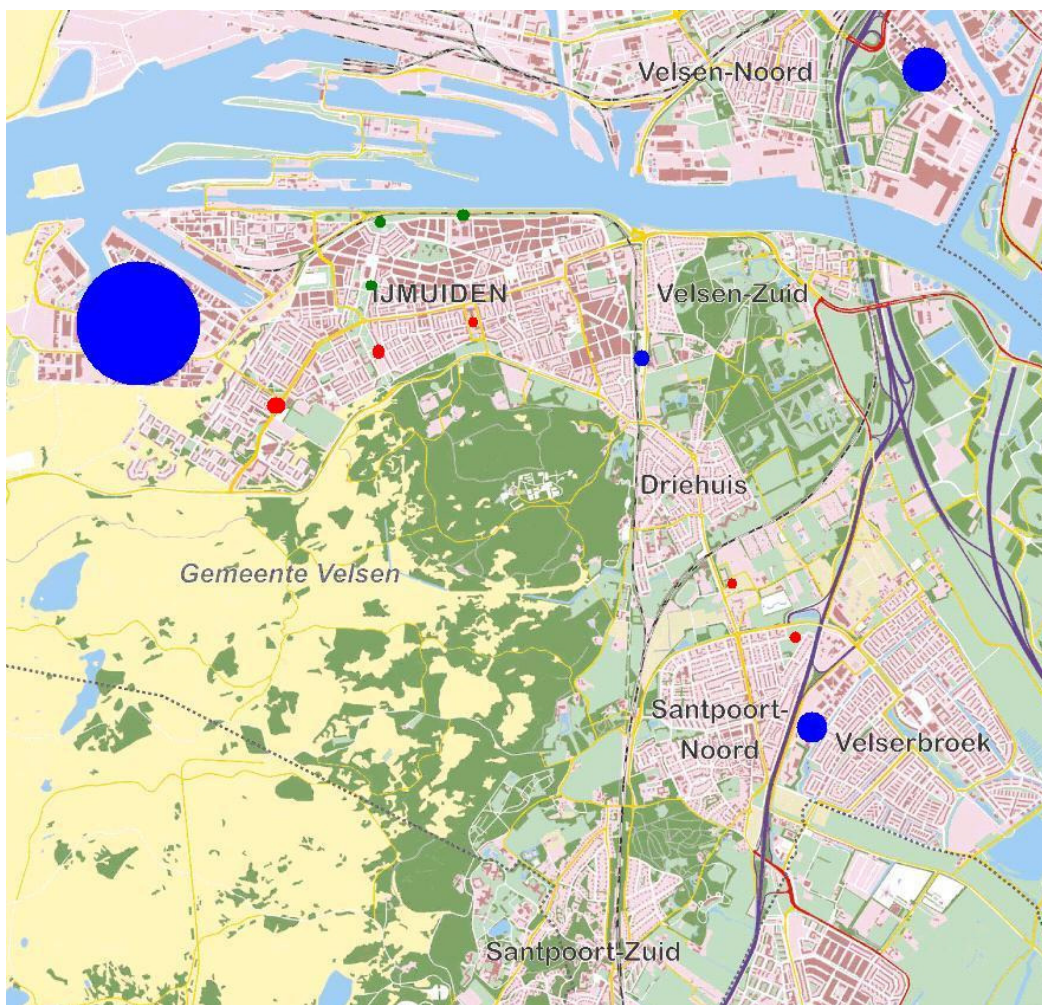 Velsen-Noord
IJMUIDEN
Velsen-Zuid
Driehuis
Gemeente Velsen
Santpoort-
Noord
Velserbroek
Santpoort-Zuid